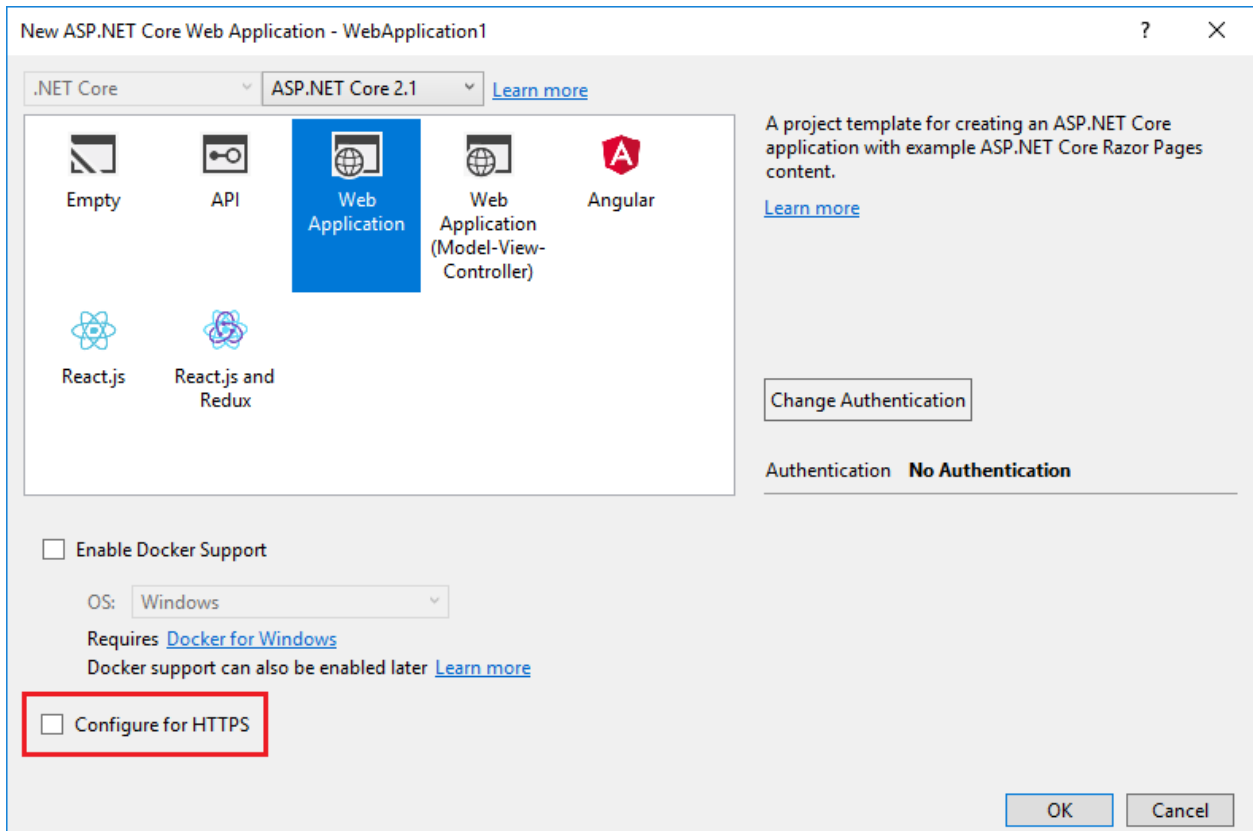 New ASP.NET Core Web Application - WebApplication1
?
.NET Core
ASP.NET Core 2.1
Learn more
Empty
API
Web
Application
Web
Application
(Model-View-
Controller)
Angular
React.js
React.js and
Redux
A project template for creating an ASP.NET Core
application with example ASP.NET Core Razor Pages
content.
Learn more
Change Authentication
Authentication No Authentication
Enable Docker Support
OS: Windows
Requires Docker for Windows
Docker support can also be enabled later Learn more
Configure for HTTPS
OK
Cancel